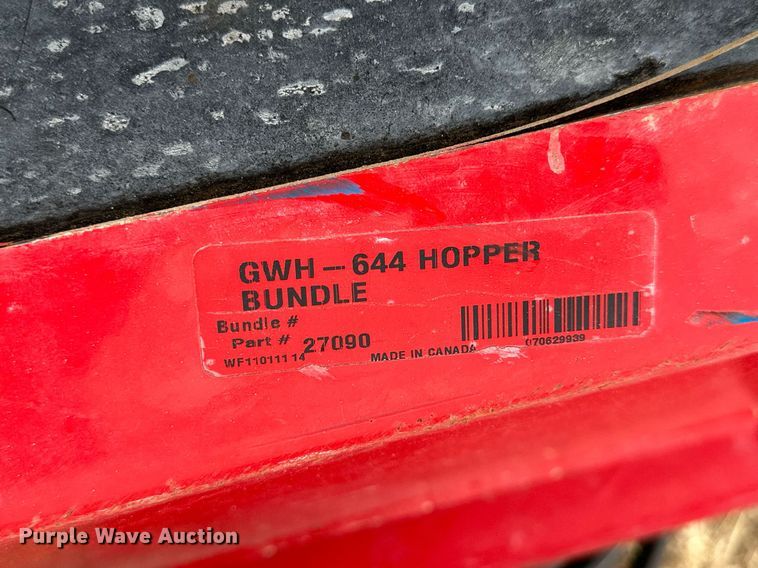 GWH-644 HOPPER
BUNDLE
Bundle #
Part # 27090
WF11011114 MADE IN CANADA 070629939
Purple Wave Auction